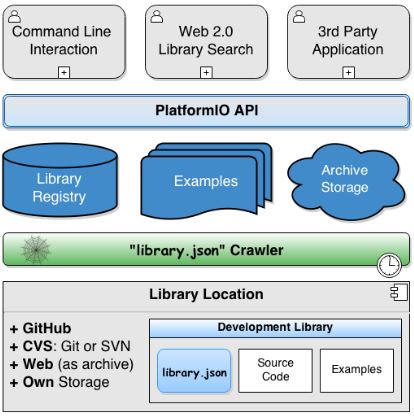 Command Line
Interaction
Web 2.0
Library Search
3rd Party
Application
PlatformIO API
Library
Registry
Examples
Archive
Storage
"library.json" Crawler
Library Location
+ GitHub
+ CVS: Git or SVN
+ Web (as archive)
+ Own Storage
Development Library
library.json
Source
Code
Examples